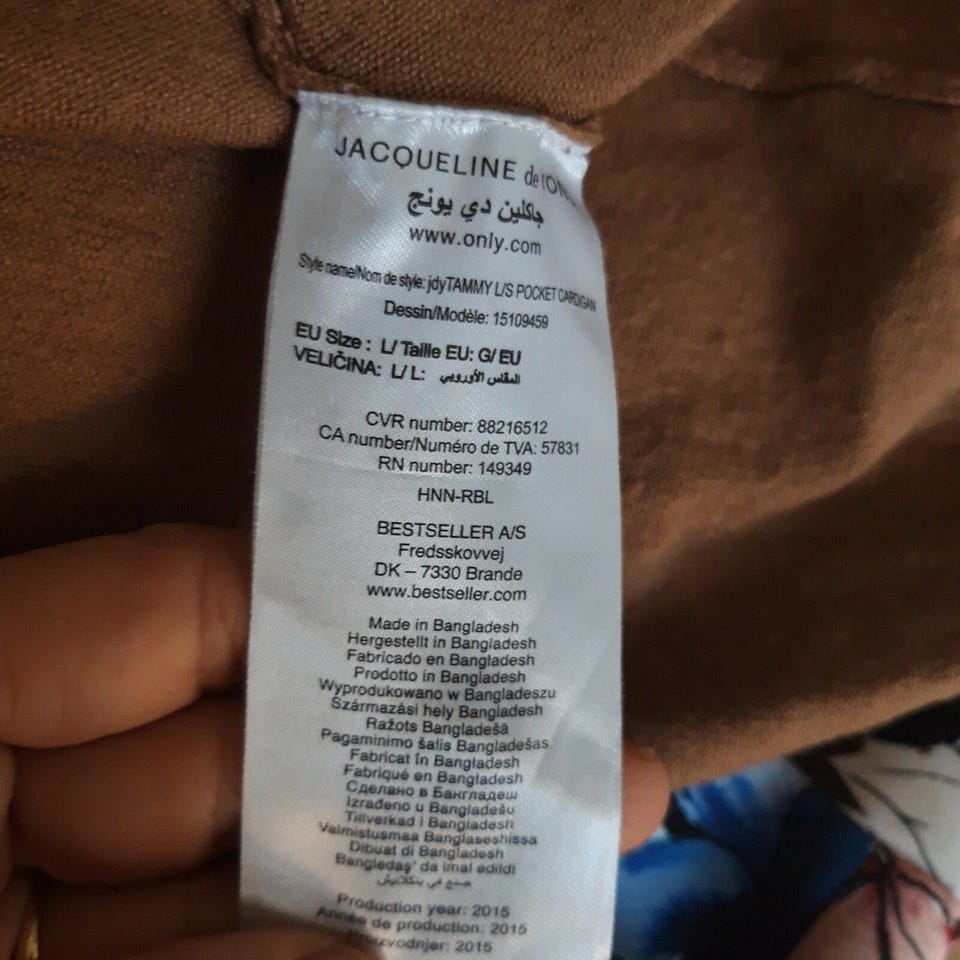 JACQUELINE de
جاكلين دي يونج
www.only.com
Style name/Nom de style: jdyTAMMY L/S POCKET CARDIGAN
Dessin/Modèle: 15109459
EU Size : L/ Taille EU: G/ EU
VELIČINA: L/ L: المقاس الأوروبي
CVR number: 88216512
CA number/Numéro de TVA: 57831
RN number: 149349
HNN-RBL
BESTSELLER A/S
Fredsskovvej
DK – 7330 Brande
www.bestseller.com
Made in Bangladesh
Hergestellt in Bangladesh
Fabricado en Bangladesh
Prodotto in Bangladesh
Wyprodukowano w Bangladeszu
Származási hely Bangladesh
Ražots Bangladešā
Pagaminimo šalis Bangladešas
Fabricat în Bangladesh
Fabriqué en Bangladesh
Сделано в Бангладеш
Izrađeno u Bangladešu
Tillverkad i Bangladesh
Valmistusmaa Banglaseshissa
Dibuat di Bangladesh
Bangledaş' da imal edildi
صنع في بنگلاديش
Production year: 2015
Année de production: 2015
Proizvodnjer: 2015